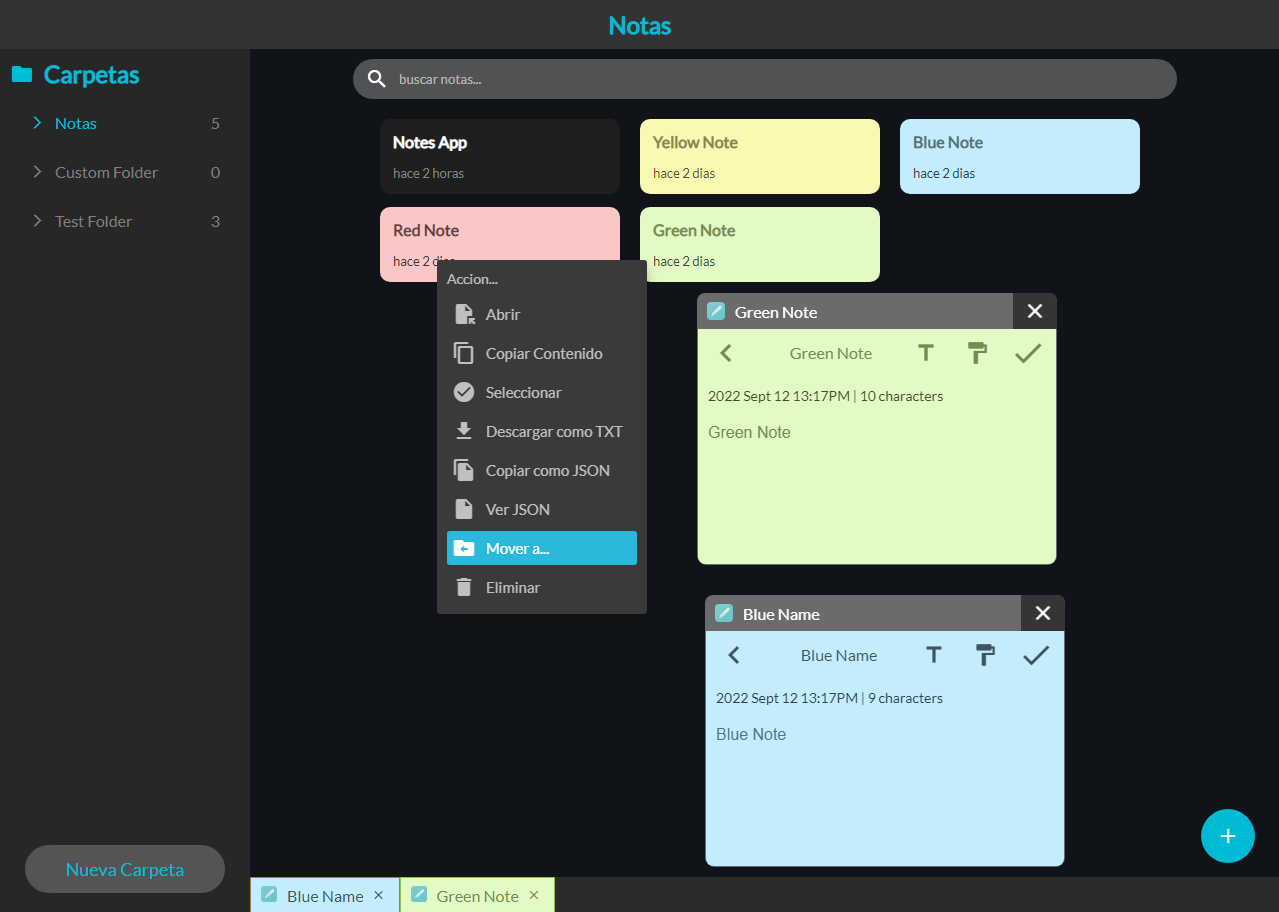 Notas
Carpetas
Notas 5
Custom Folder 0
Test Folder 3
Nueva Carpeta
buscar notas...
Notes App
hace 2 horas
Yellow Note
hace 2 dias
Blue Note
hace 2 dias
Red Note
hace 2 dias
Green Note
hace 2 dias
Accion...
Abrir
Copiar Contenido
Seleccionar
Descargar como TXT
Copiar como JSON
Ver JSON
Mover a...
Eliminar
Green Note
Green Note
2022 Sept 12 13:17PM | 10 characters
Green Note
Blue Name
Blue Name
2022 Sept 12 13:17PM | 9 characters
Blue Note
Blue Name
Green Note